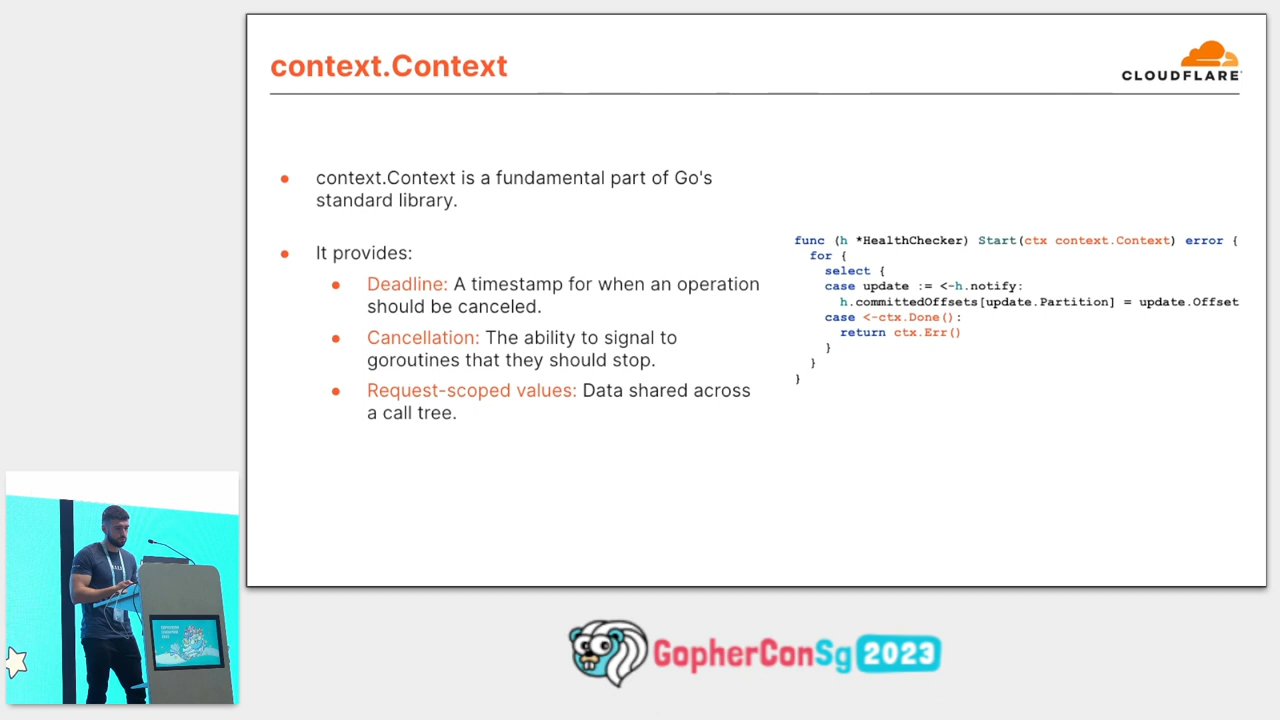 context.Context
CLOUDFLARE
context.Context is a fundamental part of Go's
standard library.
It provides:
Deadline: A timestamp for when an operation
should be canceled.
Cancellation: The ability to signal to
goroutines that they should stop.
Request-scoped values: Data shared across
a call tree.
func (h *HealthChecker) Start(ctx context.Context) error {
for {
select {
case update := <-h.notify:
h.committedOffsets[update.Partition] = update.Offset
case <-ctx.Done():
return ctx.Err()
}
}
}
GopherConSg 2023